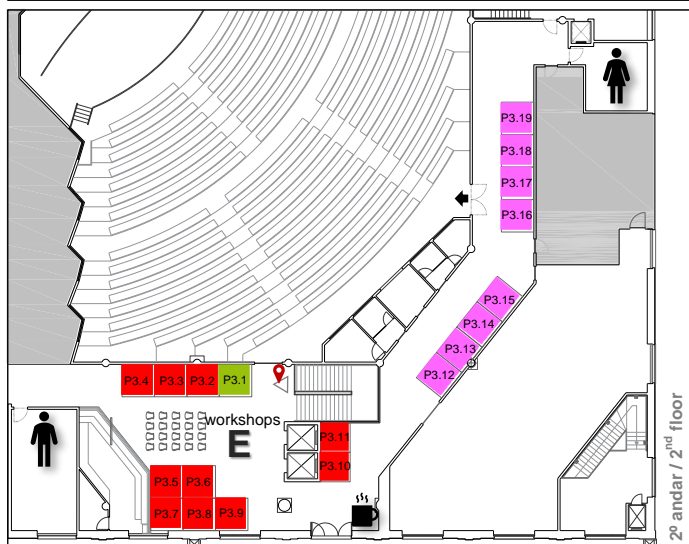 P3.19
P3.18
P3.17
P3.16
P3.15
P3.14
P3.13
P3.12
P3.4 P3.3 P3.2 P3.1
workshops
E
P3.11
P3.10
P3.5 P3.6
P3.7 P3.8 P3.9
2º andar / 2nd floor